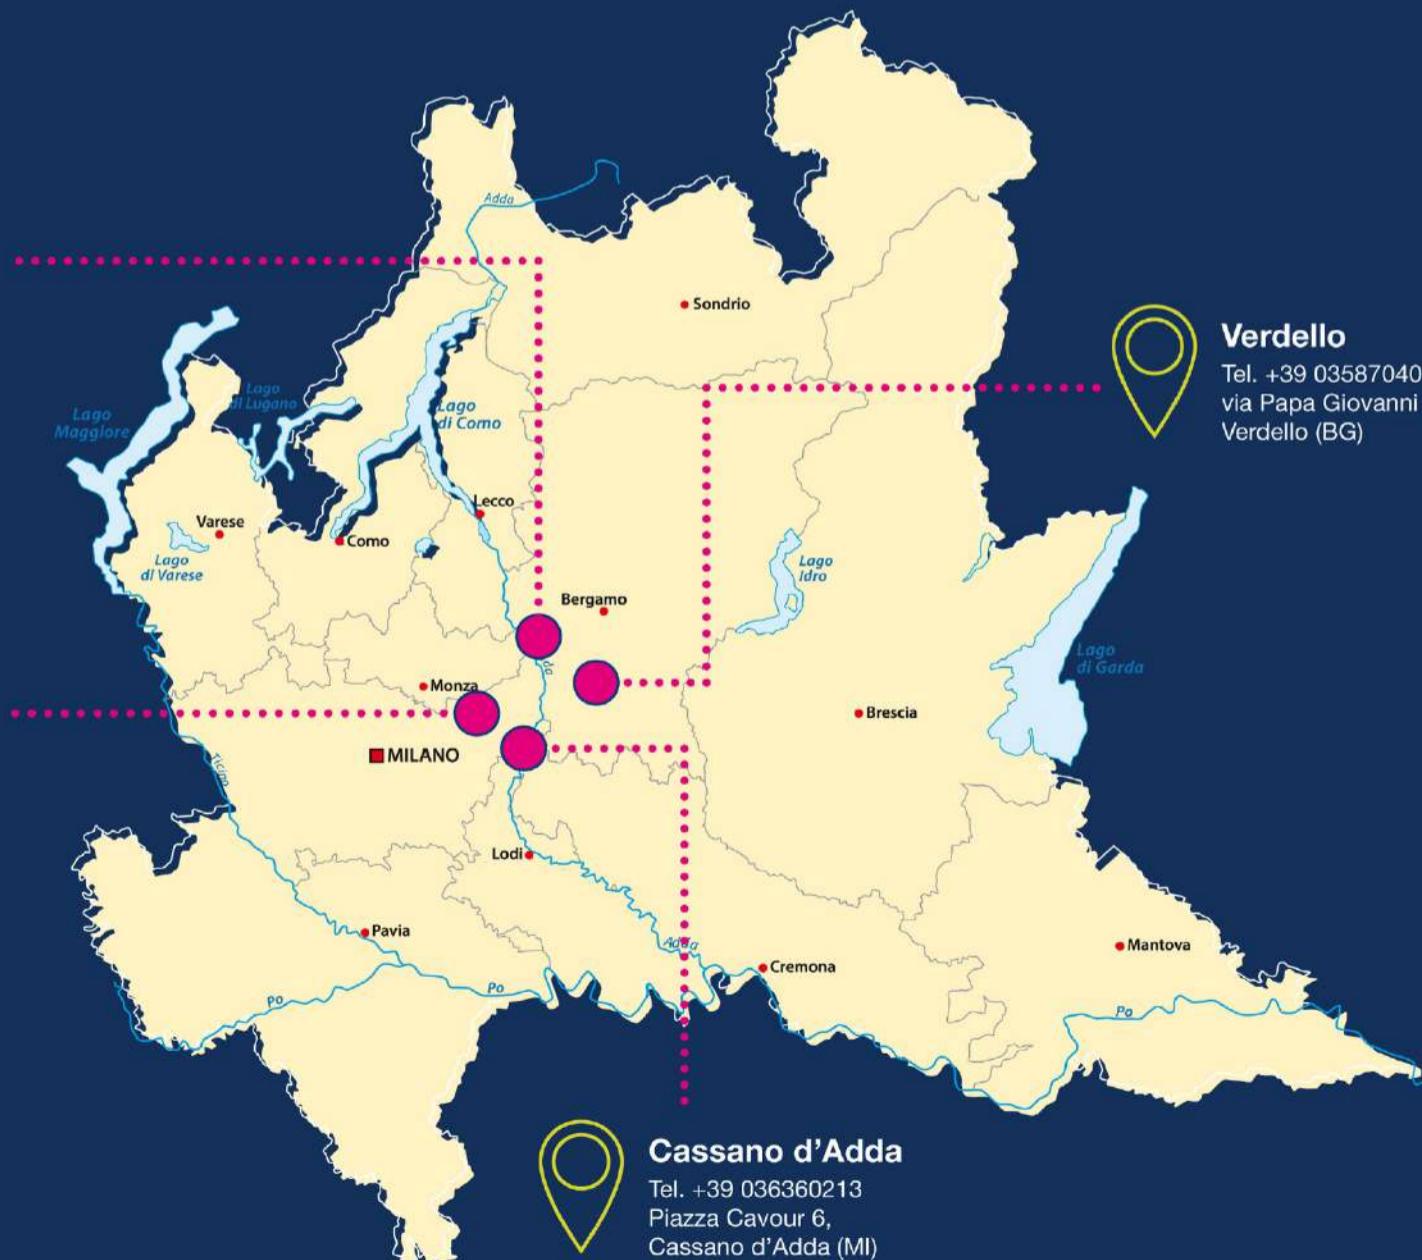 Adda
Sondrio
Verdello
Tel. +39 03587040
via Papa Giovanni
Verdello (BG)
Lago
di Lugano
Lago
Maggiore
Lago
di Como
Lecco
Varese
Como
Lago
di Varese
Lago
Idro
Bergamo
Lago
di Garda
Monza
Brescia
MILANO
Ticino
Lodi
Pavia
Adda
Mantova
Cremona
Po
Po
Po
Cassano d’Adda
Tel. +39 036360213
Piazza Cavour 6,
Cassano d’Adda (MI)